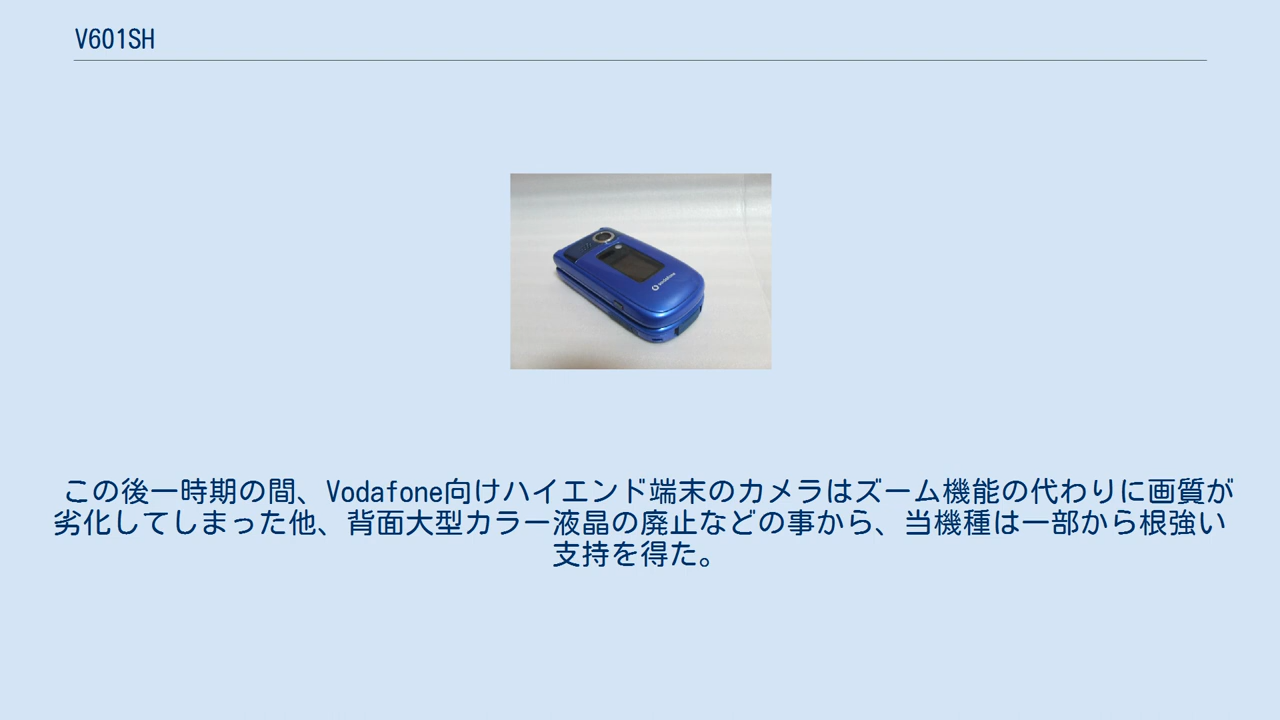 V601SH
vodafone
この後一時期の間、Vodafone向けハイエンド端末のカメラはズーム機能の代わりに画質が
劣化してしまった他、背面大型カラー液晶の廃止などの事から、当機種は一部から根強い
支持を得た。